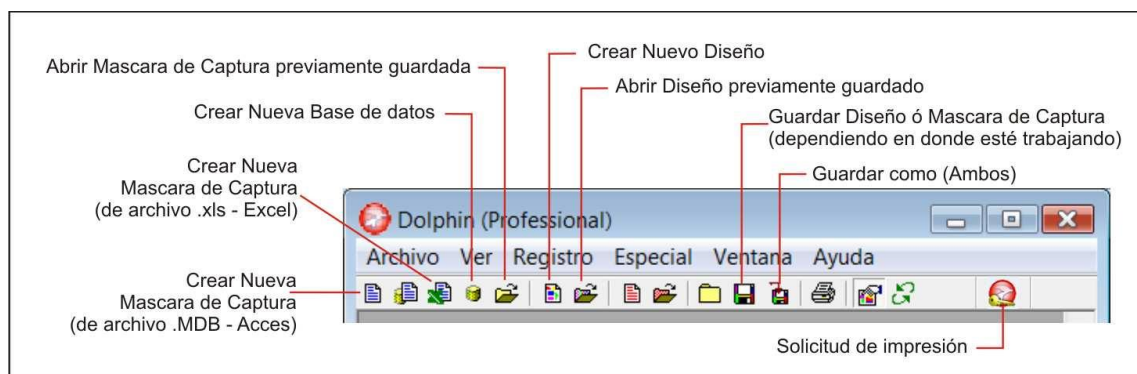 Crear Nuevo Diseño
Abrir Mascara de Captura previamente guardada
Abrir Diseño previamente guardado
Crear Nueva Base de datos
Guardar Diseño ó Mascara de Captura
(dependiendo en donde esté trabajando)
Crear Nueva
Mascara de Captura
(de archivo .xls - Excel)
Guardar como (Ambos)
Dolphin (Professional)
Archivo Ver Registro Especial Ventana Ayuda
Crear Nueva
Mascara de Captura
(de archivo .MDB - Acces)
Solicitud de impresión